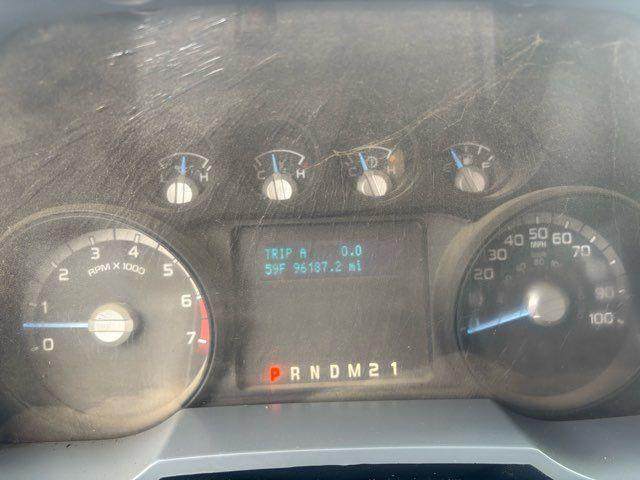 L H
C H
C H
F
0 1 2 3 4 5 6 7
RPM X 1000
TRIP A 0.0
59F 96187.2 mi
P R N D M 2 1
20 30 40 50 60 70
MPH
100
100